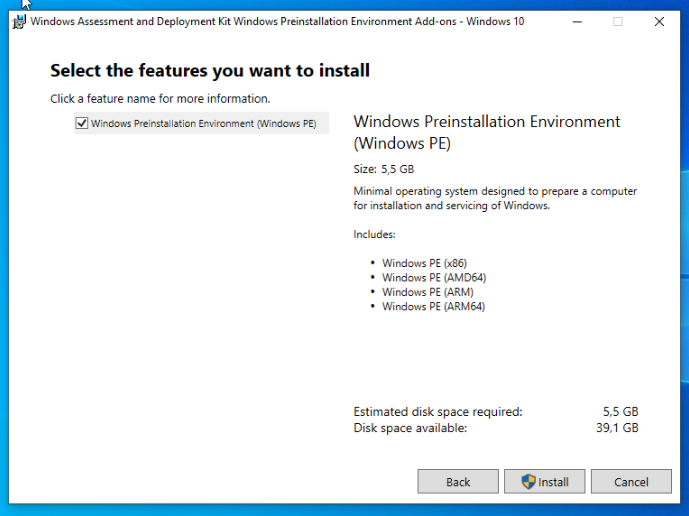 Windows Assessment and Deployment Kit Windows Preinstallation Environment Add-ons - Windows 10
Select the features you want to install
Click a feature name for more information.
Windows Preinstallation Environment (Windows PE)
Windows Preinstallation Environment
(Windows PE)
Size: 5,5 GB
Minimal operating system designed to prepare a computer
for installation and servicing of Windows.
Includes:
• Windows PE (x86)
• Windows PE (AMD64)
• Windows PE (ARM)
• Windows PE (ARM64)
Estimated disk space required: 5,5 GB
Disk space available: 39,1 GB
Back Install Cancel